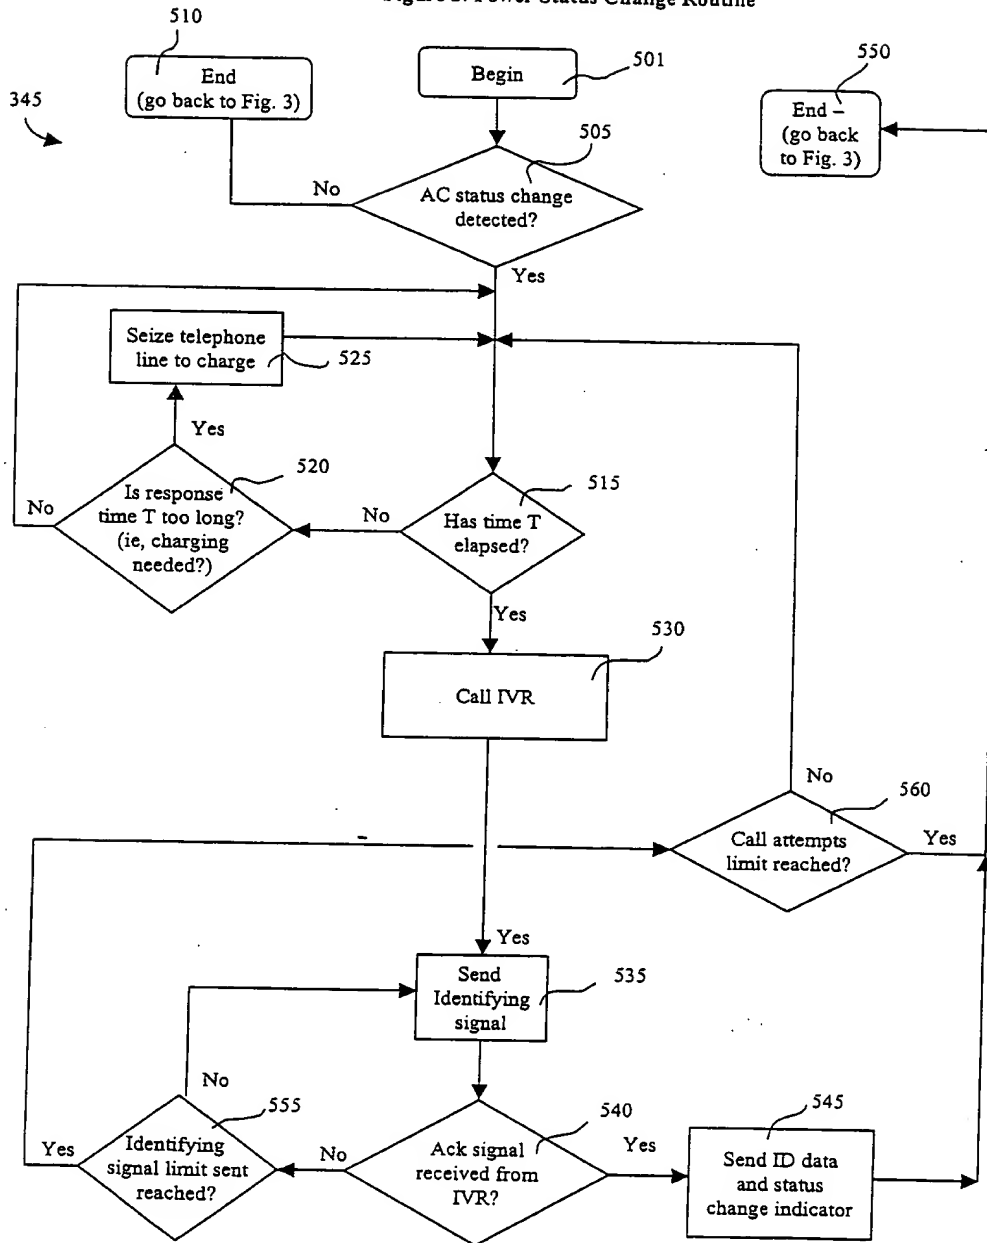 Power Status Change Routine
510
End
(go back to Fig. 3)
Begin
501
550
End –
(go back
to Fig. 3)
345
505
No
AC status change
detected?
Yes
Seize telephone
line to charge
525
Yes
520
515
No
Is response
time T too long?
(ie, charging
needed?)
No
Has time T
elapsed?
Yes
530
Call IVR
No
560
Call attempts
limit reached?
Yes
Yes
Send
Identifying
signal
535
No
555
540
545
Yes
Identifying
signal limit sent
reached?
No
Ack signal
received from
IVR?
Yes
Send ID data
and status
change indicator